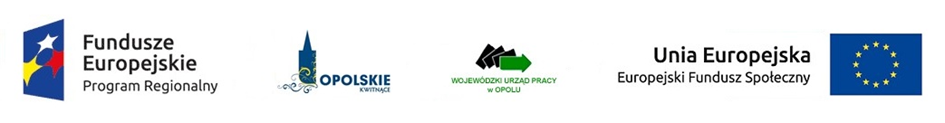 Fundusze
Europejskie
Program Regionalny
OPOLSKIE
KWITNĄCE
WOJEWÓDZKI URZĄD PRACY
w OPOLU
Unia Europejska
Europejski Fundusz Społeczny